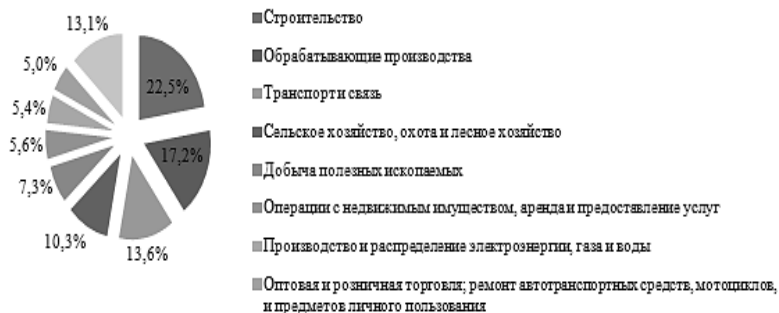 13,1%
5,0%
5,4%
5,6%
7,3%
10,3%
13,6%
17,2%
22,5%
Строительство
Обрабатывающие производства
Транспорт и связь
Сельское хозяйство, охота и лесное хозяйство
Добыча полезных ископаемых
Операции с недвижимым имуществом, аренда и предоставление услуг
Производство и распределение электроэнергии, газа и воды
Оптовая и розничная торговля; ремонт автотранспортных средств, мотоциклов,
и предметов личного пользования